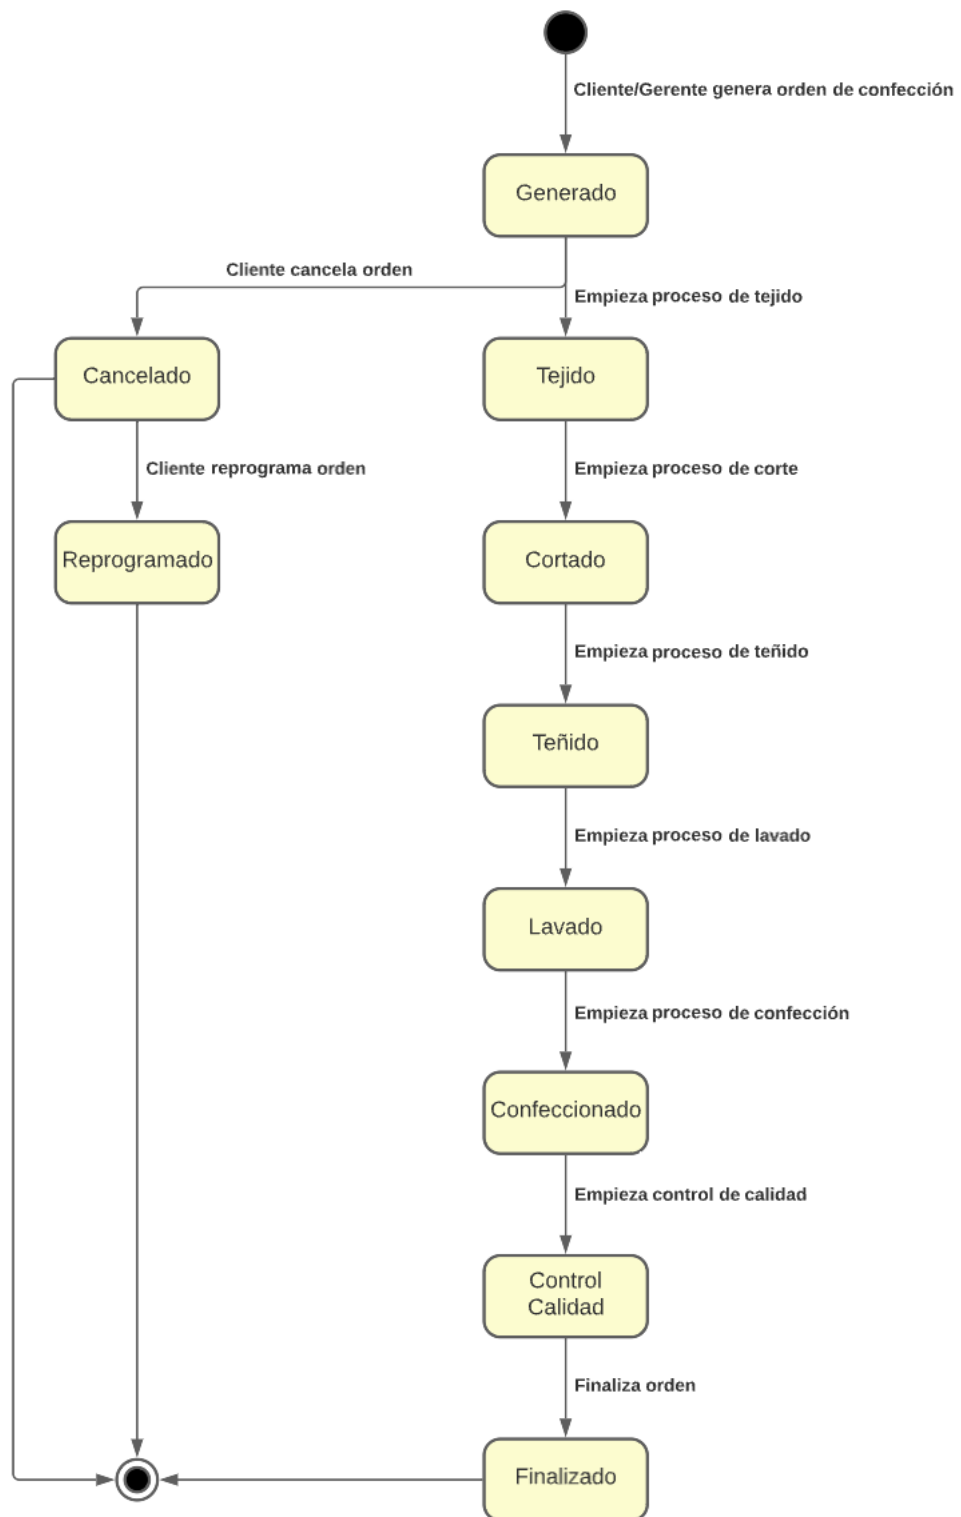 Cliente/Gerente genera orden de confección
Generado
Cliente cancela orden
Empieza proceso de tejido
Cancelado
Tejido
Cliente reprograma orden
Empieza proceso de corte
Reprogramado
Cortado
Empieza proceso de teñido
Teñido
Empieza proceso de lavado
Lavado
Empieza proceso de confección
Confeccionado
Empieza control de calidad
Control
Calidad
Finaliza orden
Finalizado